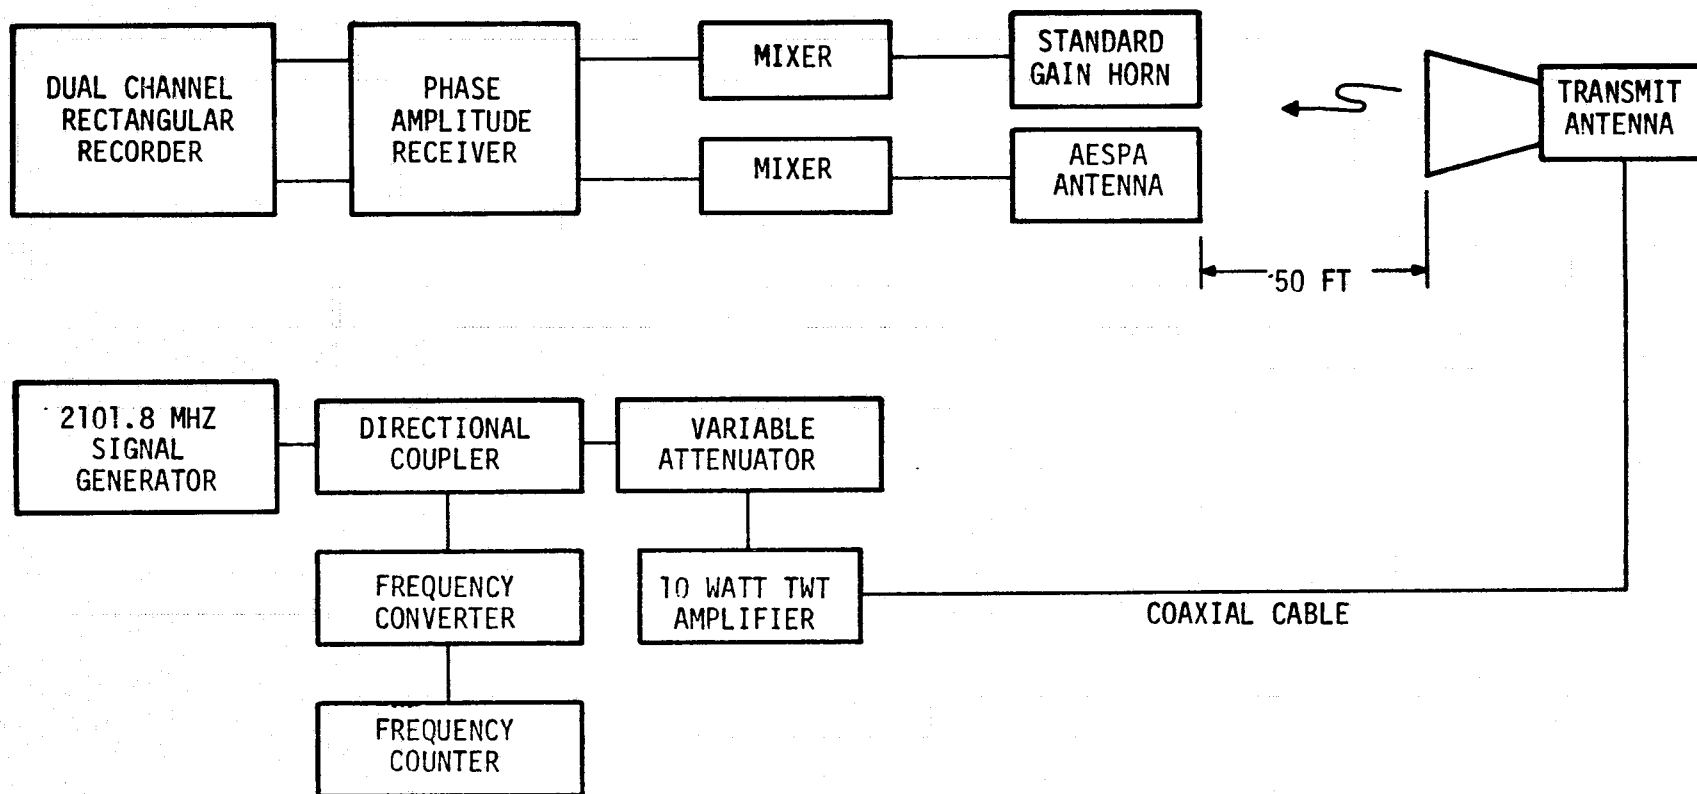 DUAL CHANNEL
RECTANGULAR
RECORDER
PHASE
AMPLITUDE
RECEIVER
MIXER
STANDARD
GAIN HORN
TRANSMIT
ANTENNA
MIXER
AESPA
ANTENNA
50 FT
2101.8 MHZ
SIGNAL
GENERATOR
DIRECTIONAL
COUPLER
VARIABLE
ATTENUATOR
FREQUENCY
CONVERTER
10 WATT TWT
AMPLIFIER
COAXIAL CABLE
FREQUENCY
COUNTER